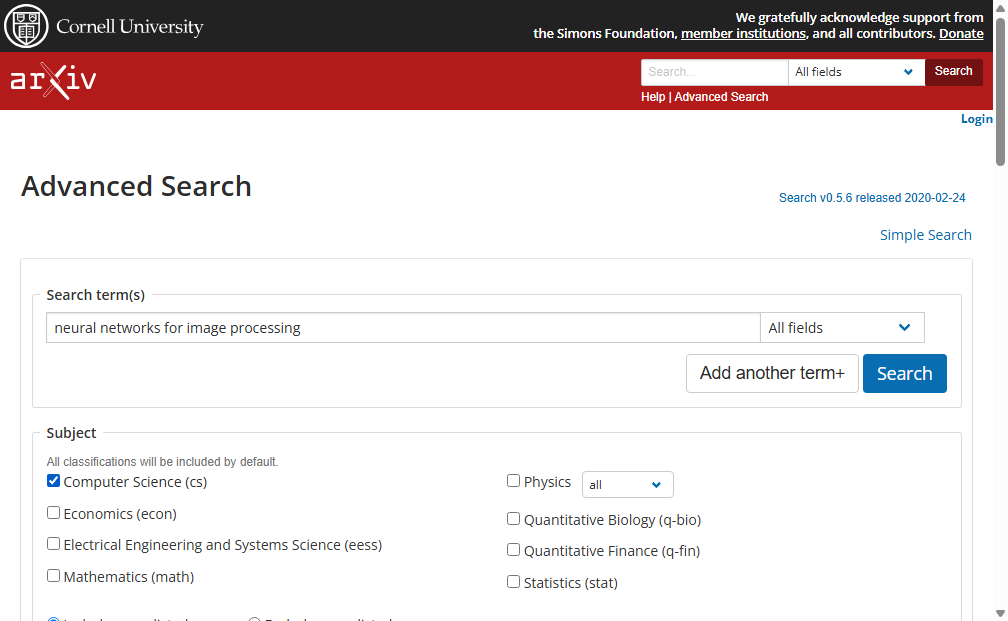 Cornell University
We gratefully acknowledge support from
the Simons Foundation, member institutions, and all contributors. Donate
arXiv
Search...
All fields
Search
Help | Advanced Search
Login
Advanced Search
Search v0.5.6 released 2020-02-24
Simple Search
Search term(s)
neural networks for image processing
All fields
Add another term+
Search
Subject
All classifications will be included by default.
Computer Science (cs)
Physics
all
Economics (econ)
Quantitative Biology (q-bio)
Electrical Engineering and Systems Science (eess)
Quantitative Finance (q-fin)
Mathematics (math)
Statistics (stat)